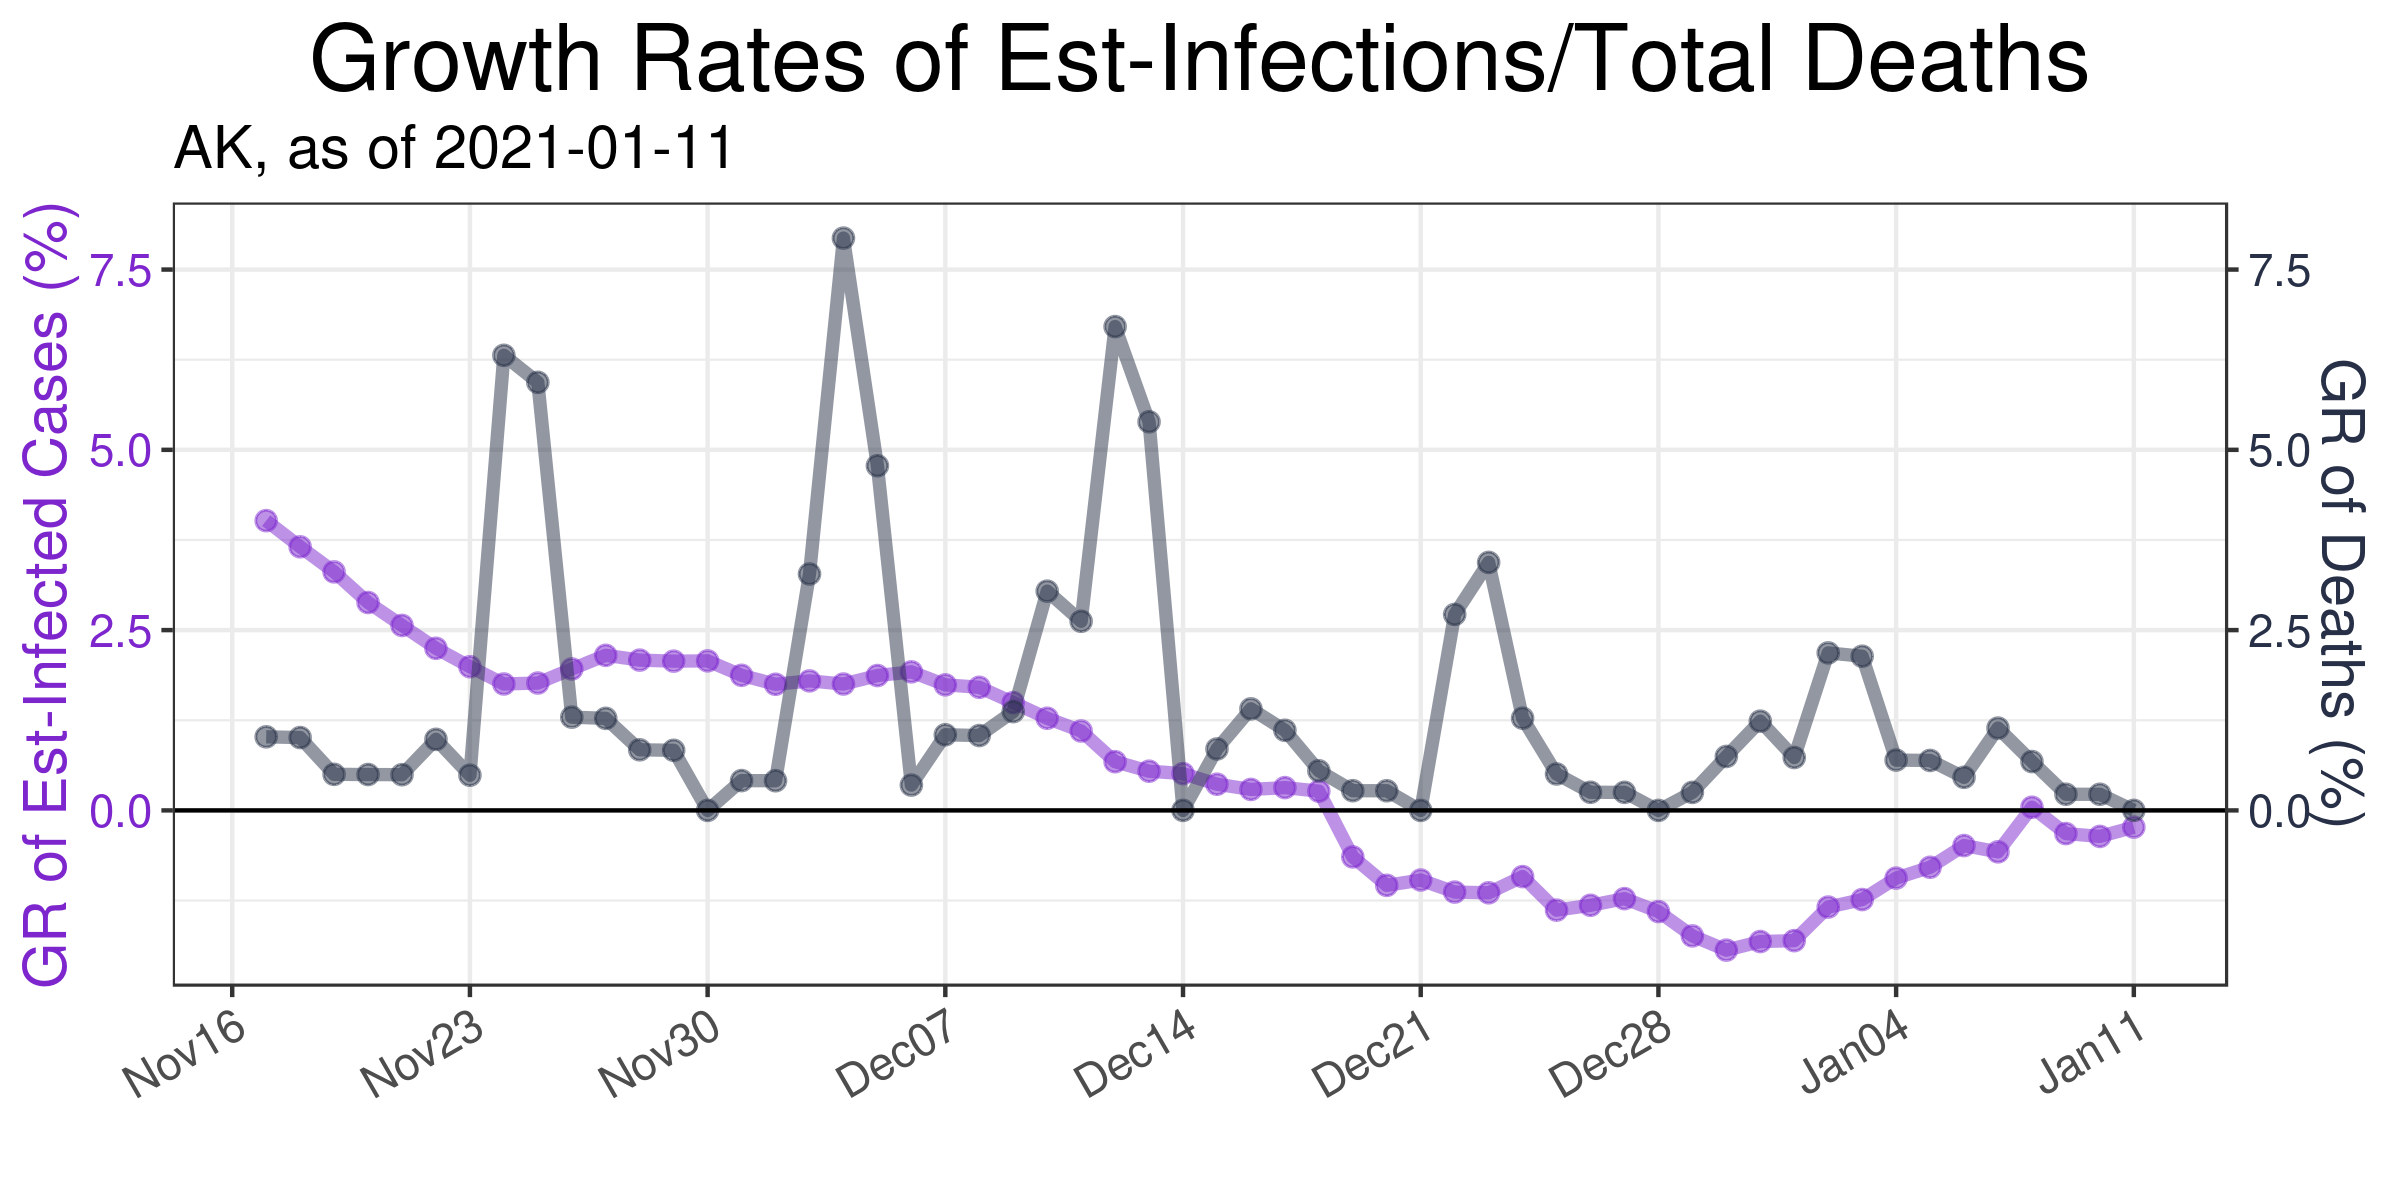 Growth Rates of Est-Infections/Total Deaths
AK, as of 2021-01-11
GR of Est-Infected Cases (%)
7.5
5.0
2.5
0.0
7.5
5.0
2.5
0.0
GR of Deaths (%)
Nov16
Nov23
Nov30
Dec07
Dec14
Dec21
Dec28
Jan04
Jan11